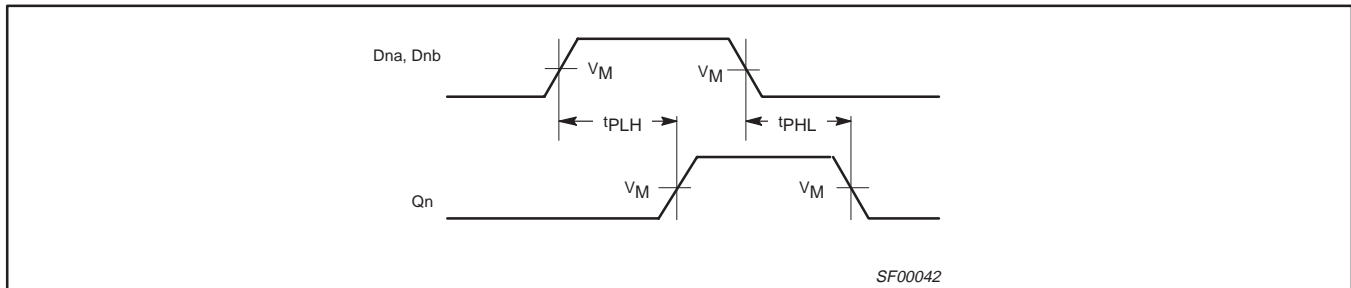 Dna, Dnb
VM VM
tPLH tPHL
VM VM
Qn
SF00042